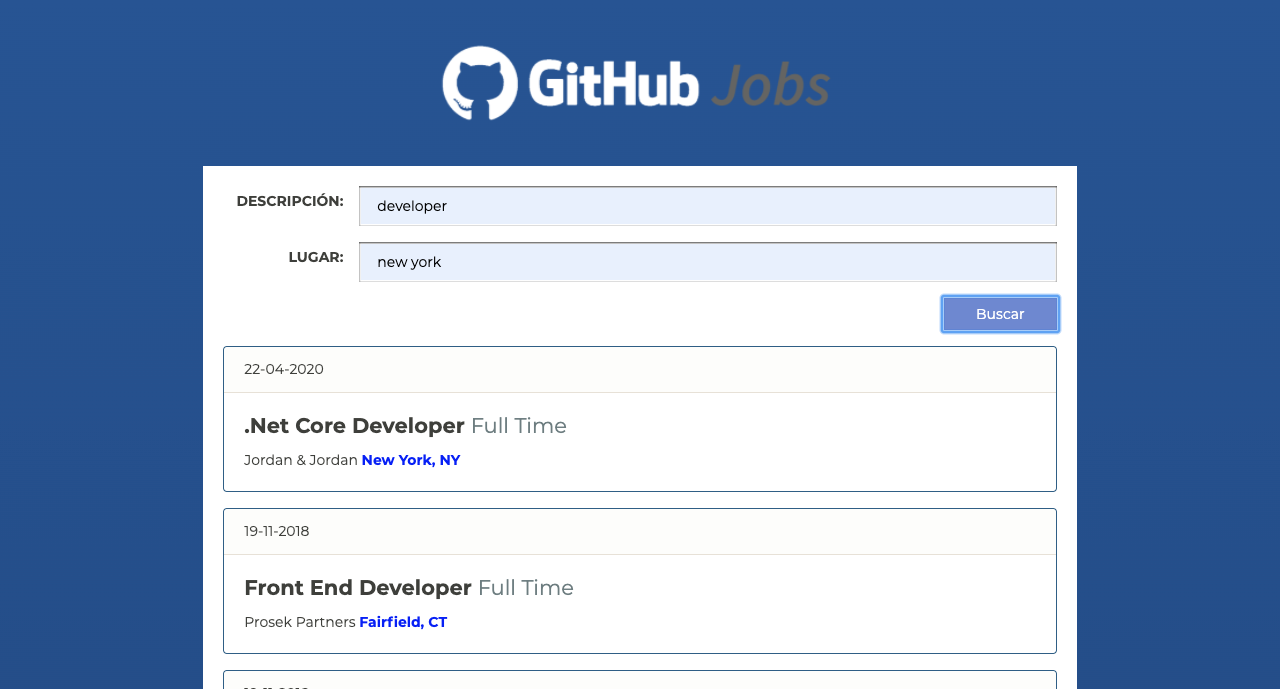 GitHub Jobs
DESCRIPCIÓN: developer
LUGAR: new york
Buscar
22-04-2020
.Net Core Developer Full Time
Jordan & Jordan New York, NY
19-11-2018
Front End Developer Full Time
Prosek Partners Fairfield, CT